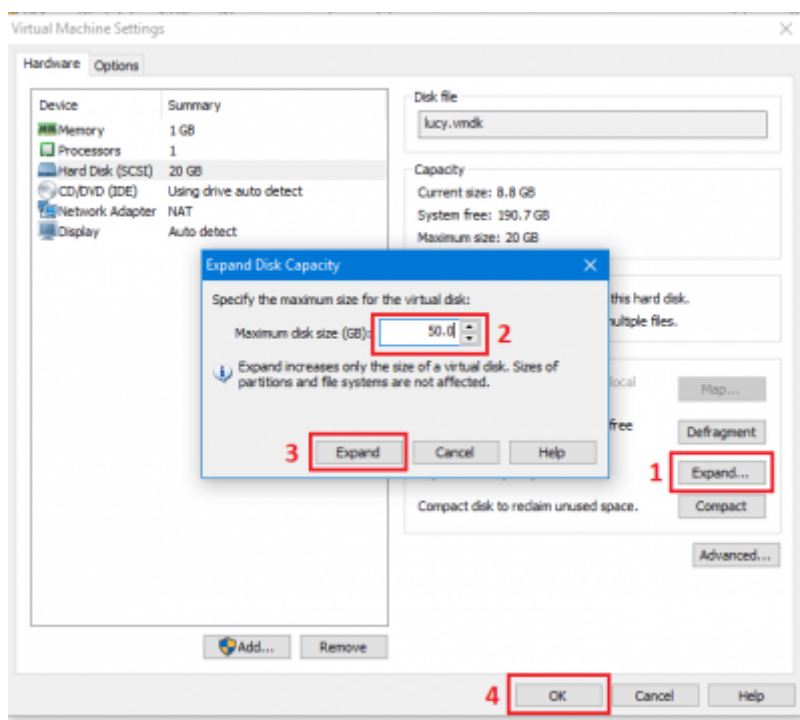 Virtual Machine Settings
Hardware Options
Device Summary
Memory 1 GB
Processors 1
Hard Disk (SCSI) 20 GB
CD/DVD (IDE) Using drive auto detect
Network Adapter NAT
Display Auto detect
Disk file
lucy.vmdk
Capacity
Current size: 8.8 GB
System free: 190.7 GB
Maximum size: 20 GB
Expand Disk Capacity
Specify the maximum size for the virtual disk:
Maximum disk size (GB): 50.0 2
Expand increases only the size of a virtual disk. Sizes of
partitions and file systems are not affected.
3 Expand Cancel Help
this hard disk.
multiple files.
local Map...
free Defragment
1 Expand...
Compact disk to reclaim unused space. Compact
Advanced...
Add... Remove
4 OK Cancel Help